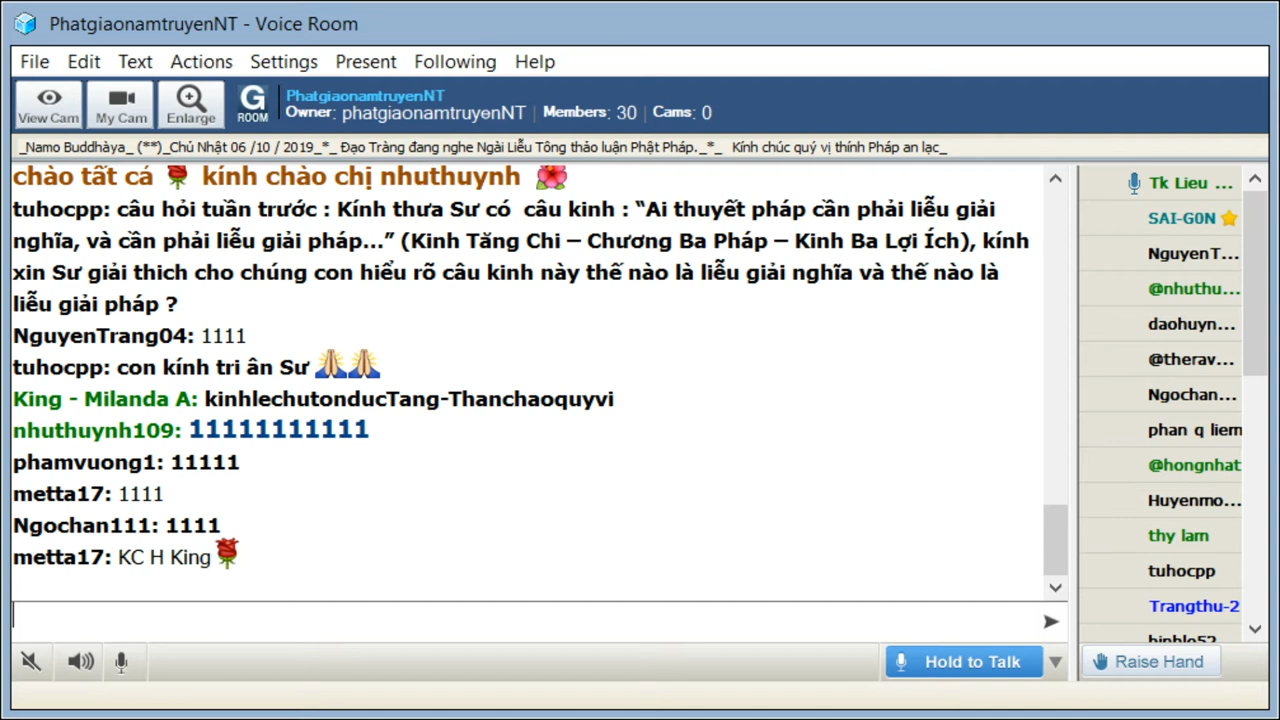 PhatgiaonamtruyenNT - Voice Room
File Edit Text Actions Settings Present Following Help
View Cam My Cam Enlarge G ROOM PhatgiaonamtruyenNT
Owner: phatgiaonamtruyenNT | Members: 30 | Cams: 0
_Namo Buddhàya_ (**)_Chủ Nhật 06 /10 / 2019_*_ Đạo Tràng đang nghe Ngài Liễu Tông thảo luận Phật Pháp._*_ Kính chúc quý vị thính Pháp an lạc_
chào tất cả 🌹 kính chào chị nhuthuynh 🌺
tuhocpp: câu hỏi tuần trước : Kính thưa Sư có câu kinh : “Ai thuyết pháp cần phải liễu giải
nghĩa, và cần phải liễu giải pháp...” (Kinh Tăng Chi – Chương Ba Pháp – Kinh Ba Lợi Ích), kính
xin Sư giải thich cho chúng con hiểu rõ câu kinh này thế nào là liễu giải nghĩa và thế nào là
liễu giải pháp ?
NguyenTrang04: 1111
tuhocpp: con kính tri ân Sư 🙏🙏
King - Milanda A: kinhlechutonducTang-Thanchaoquyvi
nhuthuynh109: 11111111111
phamvuong1: 11111
metta17: 1111
Ngochan111: 1111
metta17: KC H King🌹
Tk Lieu ...
SAI-G0N
NguyenT...
@nhuthu...
daohuyn...
@therav...
Ngochan...
phan q liem
@hongnhat
Huyenmo...
thy lam
tuhocpp
Trangthu-2
Hold to Talk
Raise Hand